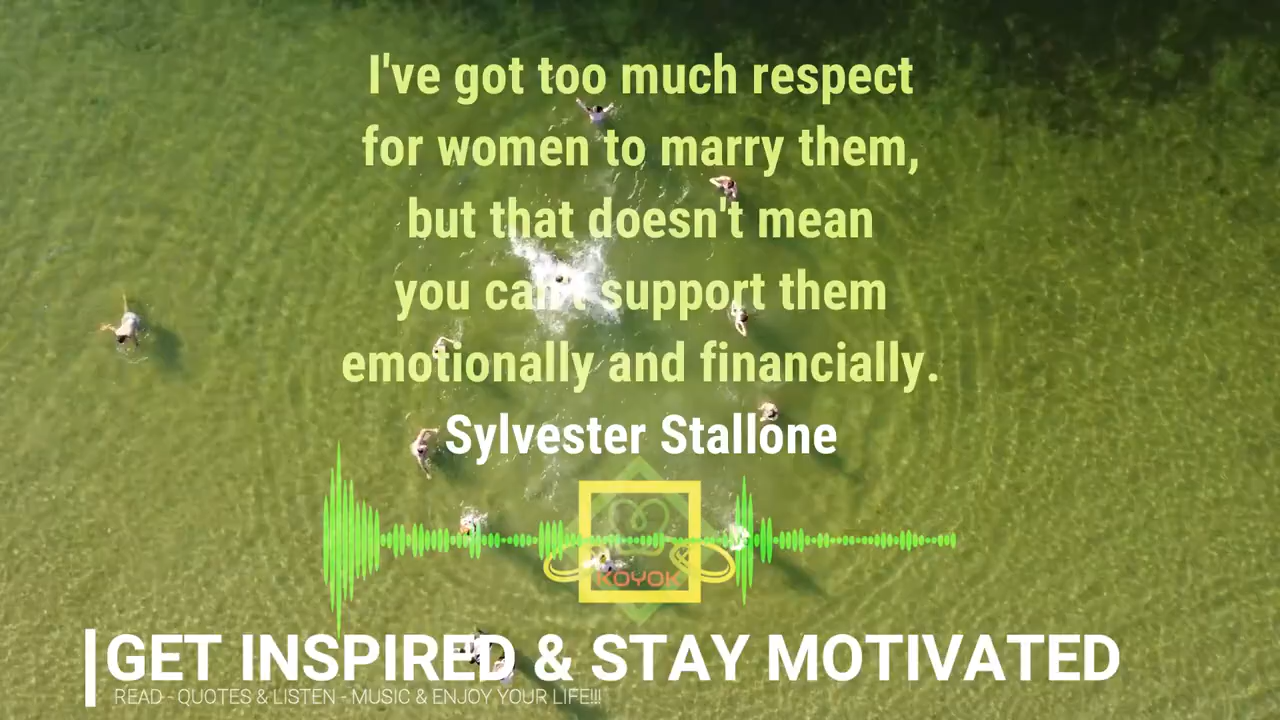 I've got too much respect
for women to marry them,
but that doesn't mean
you can't support them
emotionally and financially.
Sylvester Stallone
KOYOK
GET INSPIRED & STAY MOTIVATED
READ - QUOTES & LISTEN - MUSIC & ENJOY YOUR LIFE!!!